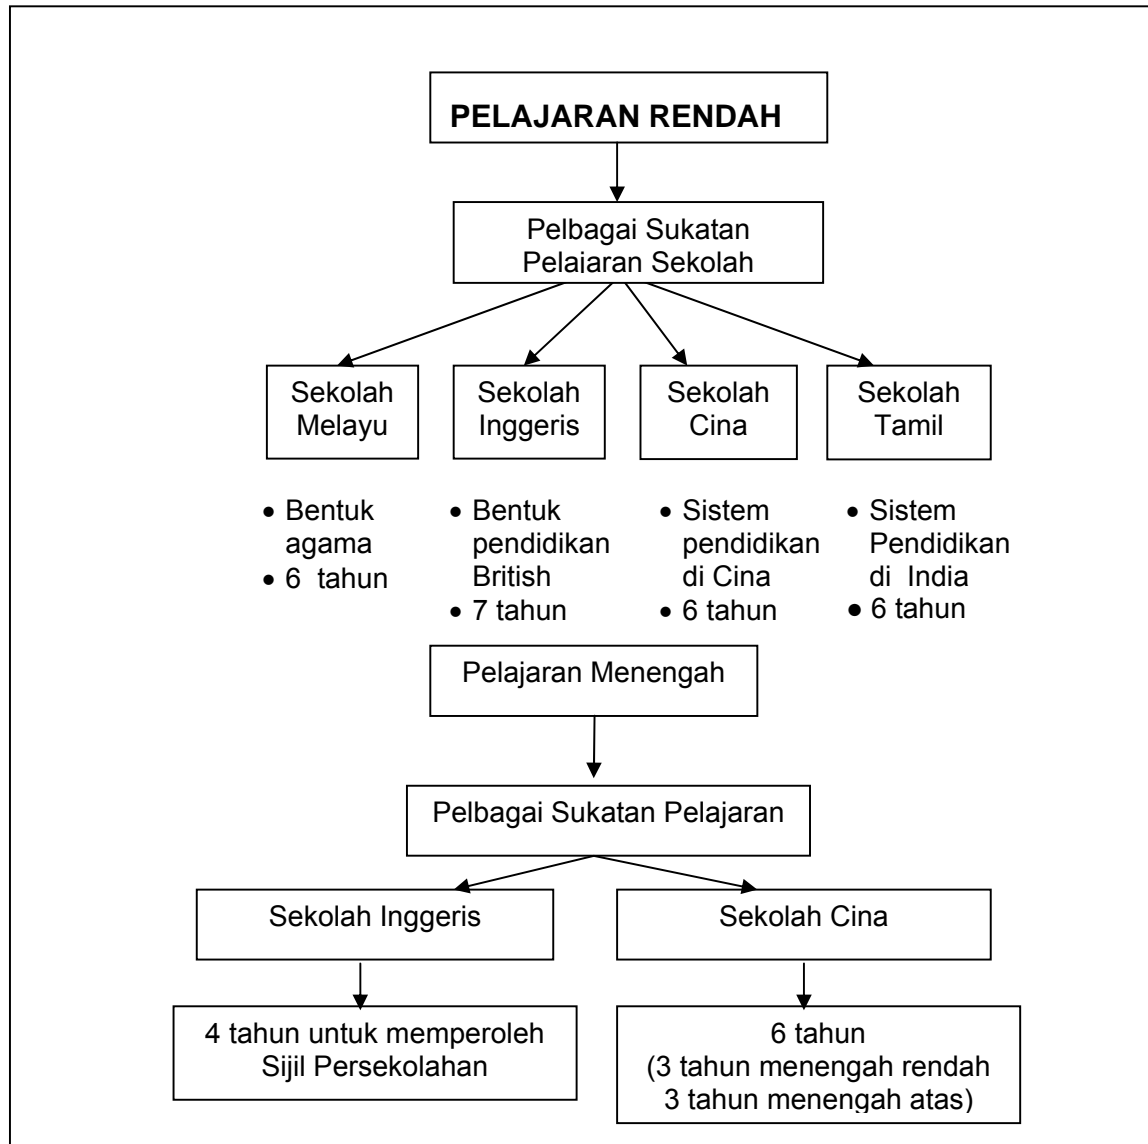 PELAJARAN RENDAH
Pelbagai Sukatan
Pelajaran Sekolah
Sekolah
Melayu
Sekolah
Inggeris
Sekolah
Cina
Sekolah
Tamil
• Bentuk
agama
• 6 tahun
• Bentuk
pendidikan
British
• 7 tahun
• Sistem
pendidikan
di Cina
• 6 tahun
• Sistem
Pendidikan
di India
• 6 tahun
Pelajaran Menengah
Pelbagai Sukatan Pelajaran
Sekolah Inggeris
Sekolah Cina
4 tahun untuk memperoleh
Sijil Persekolahan
6 tahun
(3 tahun menengah rendah
3 tahun menengah atas)